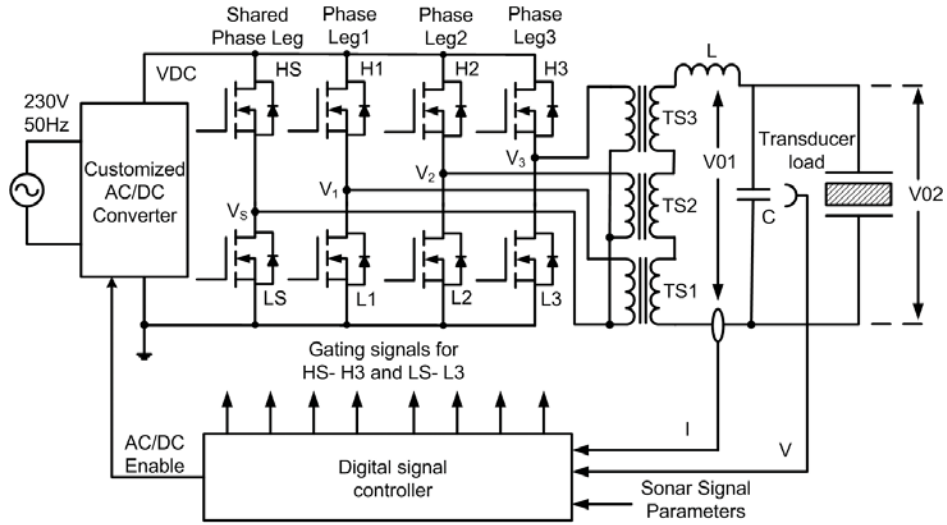 Shared
Phase Leg
Phase
Leg1
Phase
Leg2
Phase
Leg3
VDC
HS
H1
H2
H3
L
230V
50Hz
Customized
AC/DC
Converter
TS3
V01
Transducer
load
V3
V2
V1
VS
TS2
C
V02
LS
L1
L2
L3
TS1
Gating signals for
HS- H3 and LS- L3
AC/DC
Enable
Digital signal
controller
I
V
Sonar Signal
Parameters